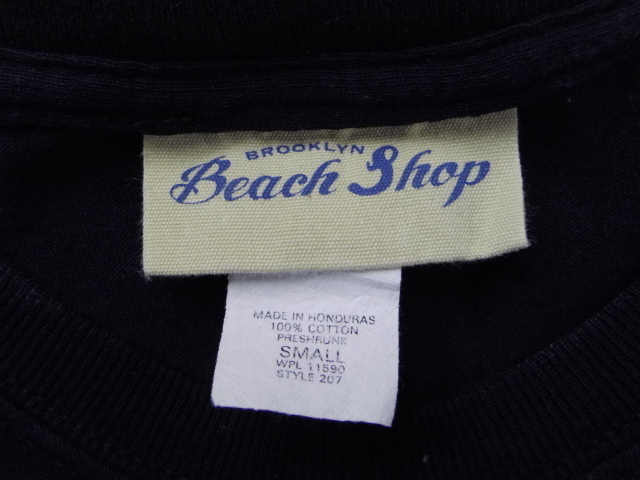 BROOKLYN
Beach Shop
MADE IN HONDURAS
100% COTTON
PRESHRUNK
SMALL
WPL 11590
STYLE 207